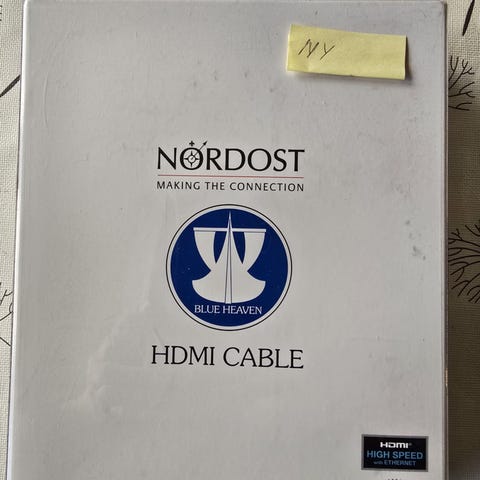 NY
NORDOST
MAKING THE CONNECTION
BLUE HEAVEN
HDMI CABLE
HDMI®
HIGH SPEED
with ETHERNET